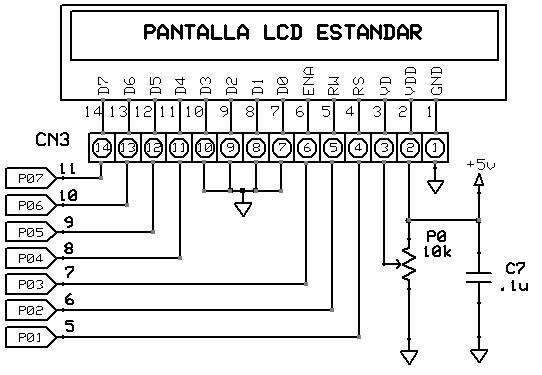 PANTALLA LCD ESTANDAR
D7 D6 D5 D4 D3 D2 D1 D0 ENA RW RS VD VDD GND
14 13 12 11 10 9 8 7 6 5 4 3 2 1
CN3
14 13 12 11 10 9 8 7 6 5 4 3 2 1
P07 11
+5v
P06 10
P05 9
P0 10k
P04 8
C7 .1u
P03 7
P02 6
P01 5